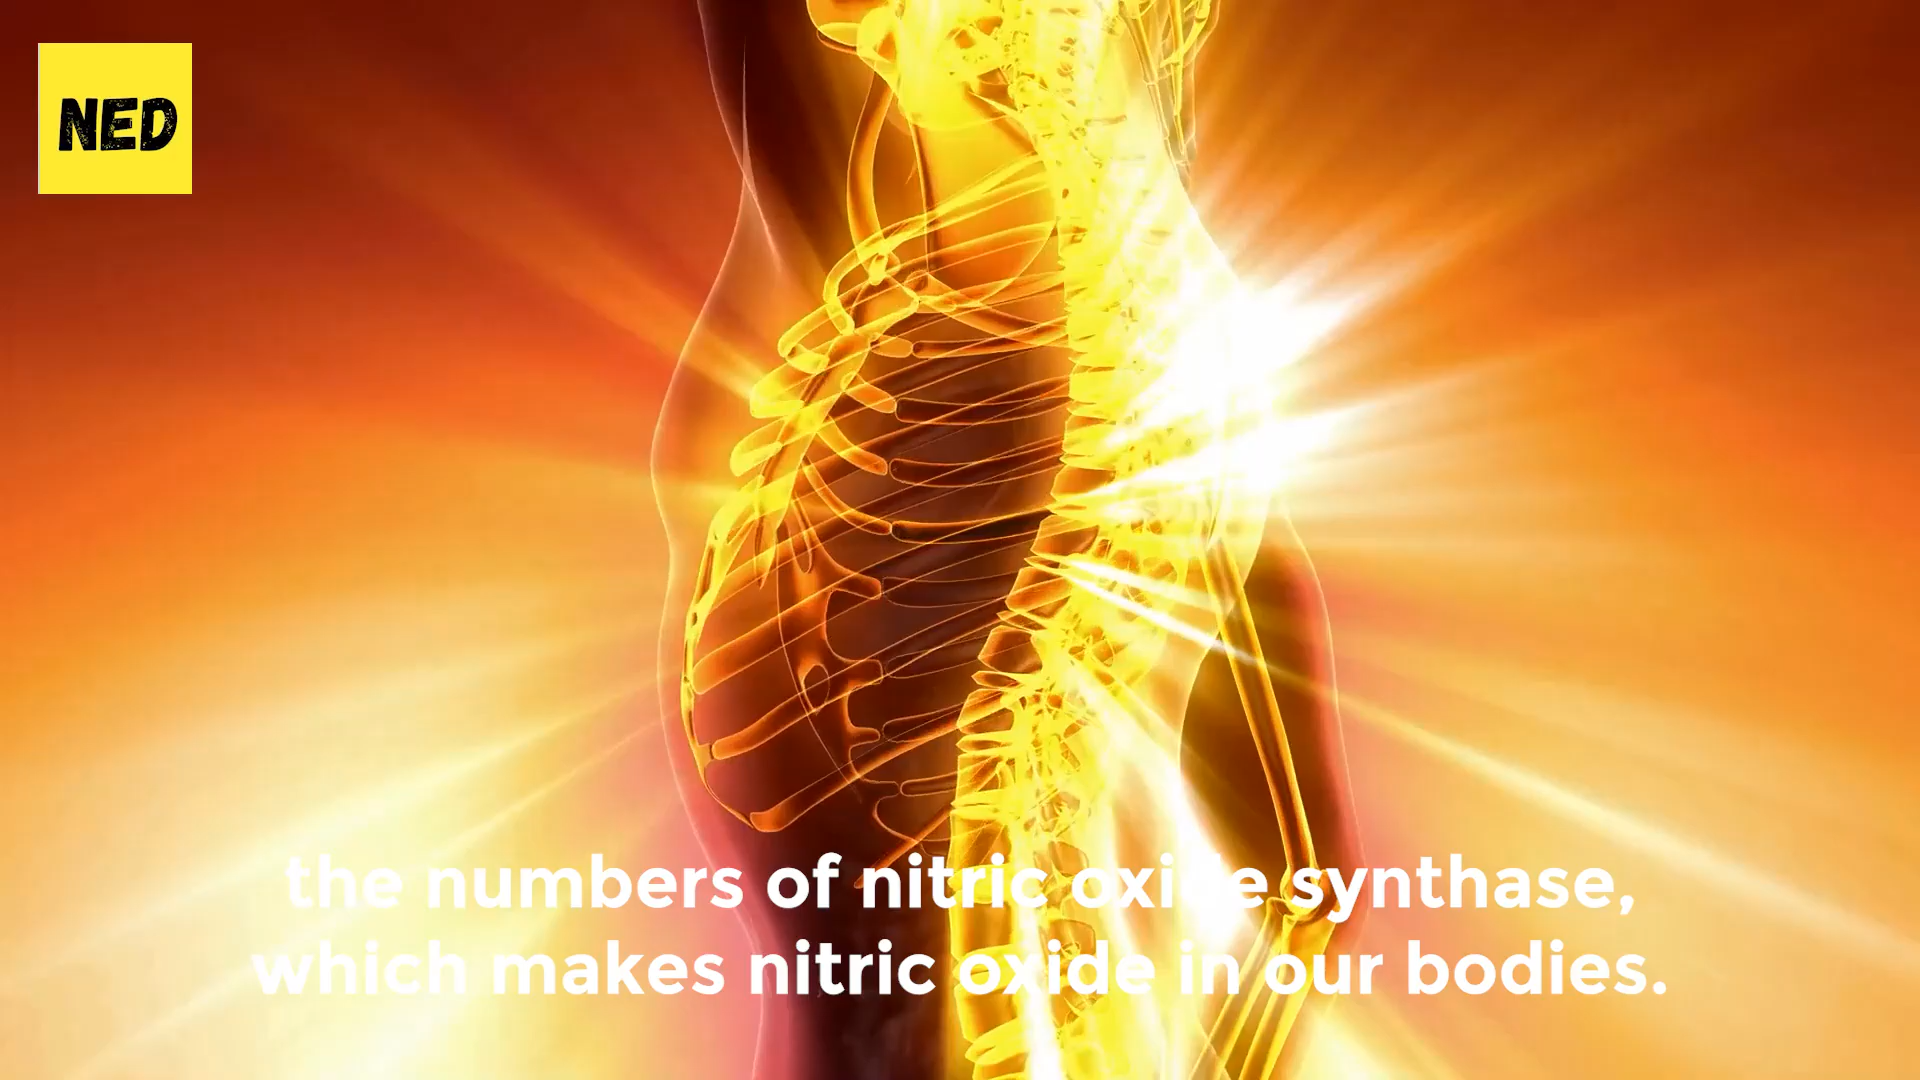 NED
the numbers of nitric oxide synthase,
which makes nitric oxide in our bodies.